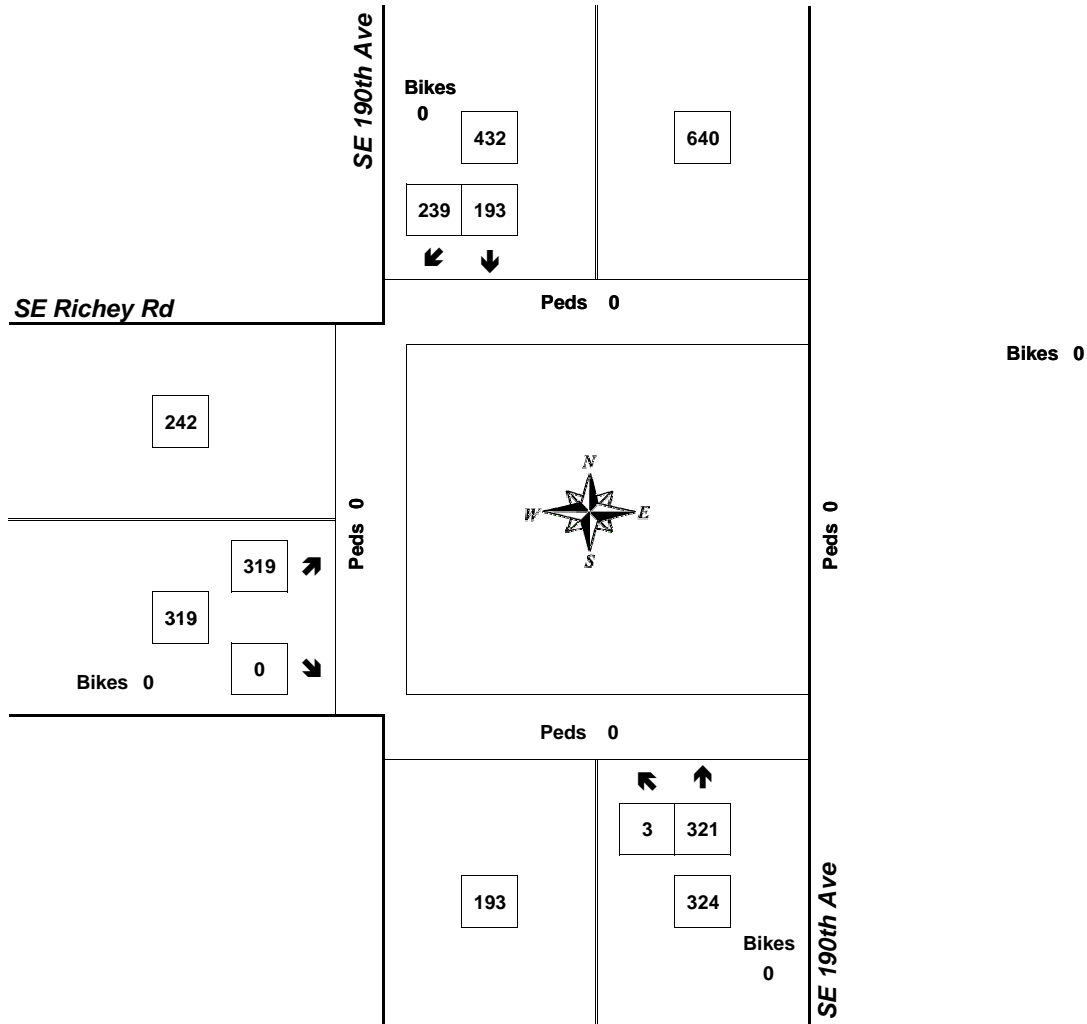 SE 190th Ave
Bikes
0
432
640
239 193
Peds 0
SE Richey Rd
Bikes 0
242
N
W E
S
Peds 0
Peds 0
319
319
0
Bikes 0
Peds 0
3 321
193
324
Bikes
0
SE 190th Ave